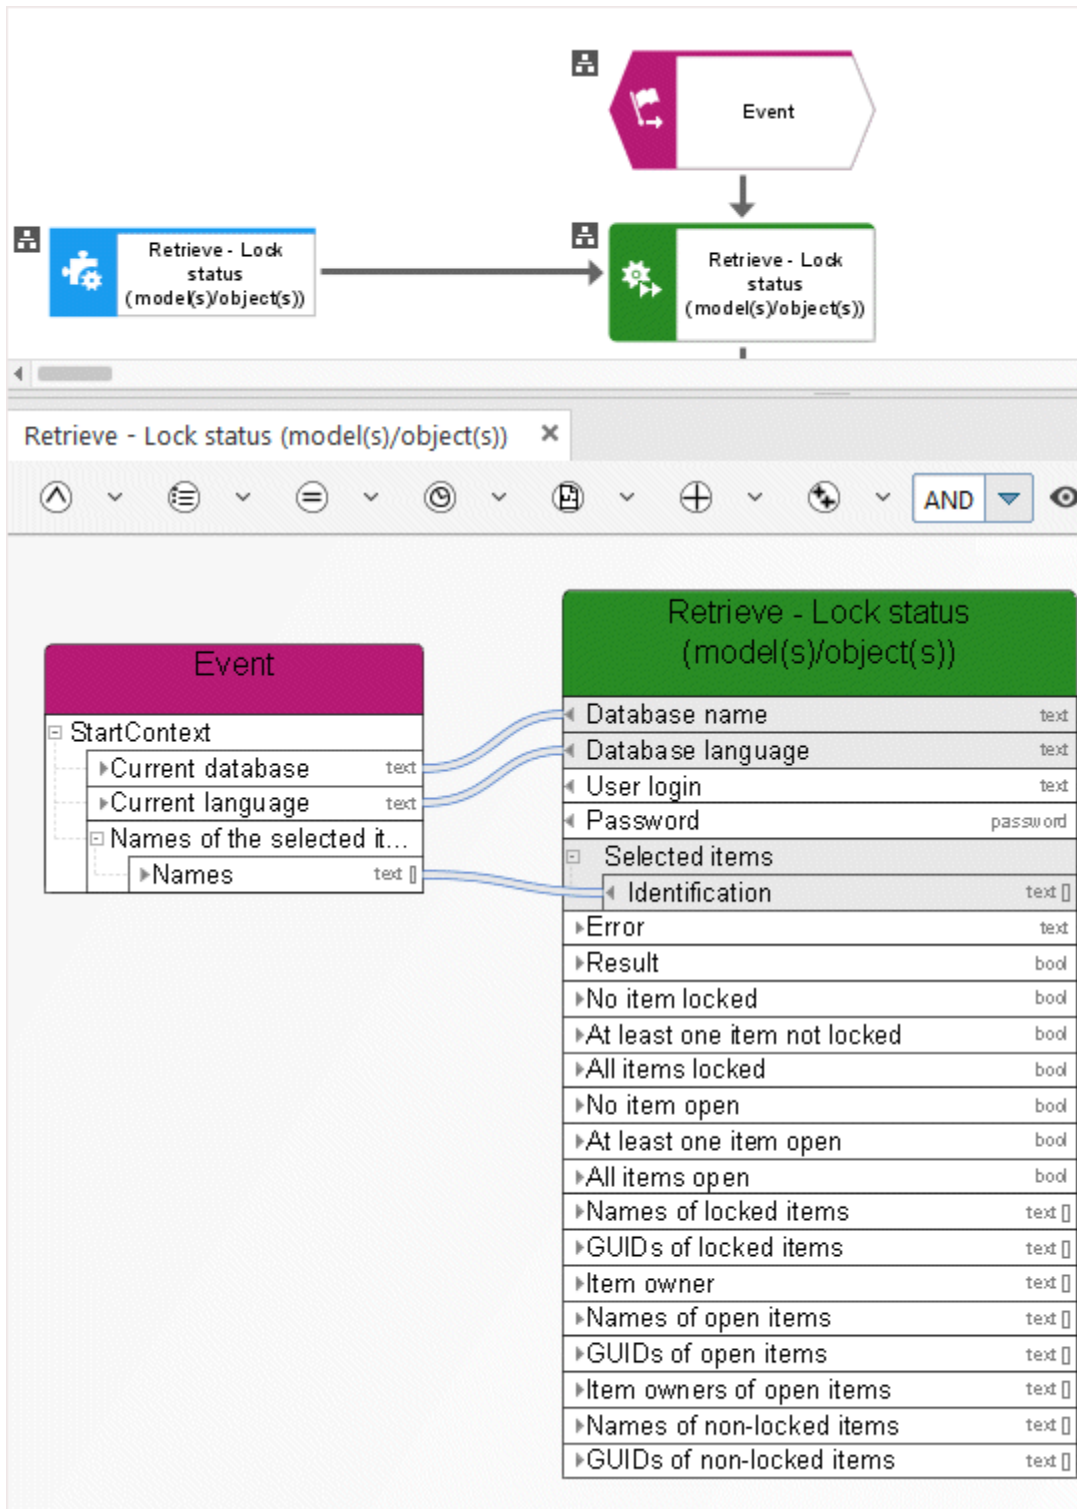 Event
Retrieve - Lock
status
(model(s)/object(s))
Retrieve - Lock
status
(model(s)/object(s))
Retrieve - Lock status (model(s)/object(s))
AND
Event
StartContext
Current database text
Current language text
Names of the selected it...
Names text []
Retrieve - Lock status
(model(s)/object(s))
Database name text
Database language text
User login text
Password password
Selected items
Identification text []
Error text
Result bool
No item locked bool
At least one item not locked bool
All items locked bool
No item open bool
At least one item open bool
All items open bool
Names of locked items text []
GUIDs of locked items text []
Item owner text []
Names of open items text []
GUIDs of open items text []
Item owners of open items text []
Names of non-locked items text []
GUIDs of non-locked items text []